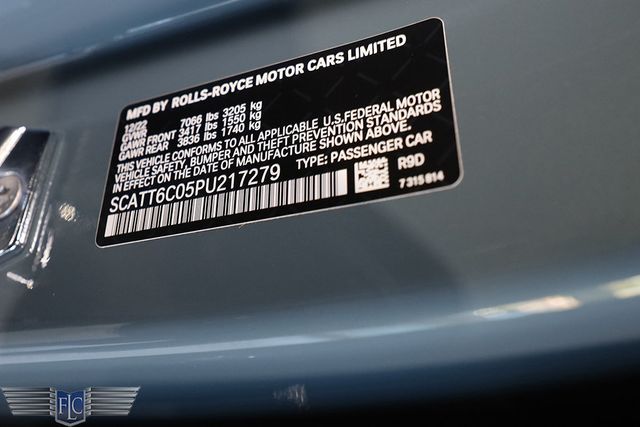 MFD BY ROLLS-ROYCE MOTOR CARS LIMITED
12/22
GVWR 7066 lbs 3205 kg
GAWR FRONT 3417 lbs 1550 kg
GAWR REAR 3836 lbs 1740 kg
THIS VEHICLE CONFORMS TO ALL APPLICABLE U.S.FEDERAL MOTOR
VEHICLE SAFETY, BUMPER AND THEFT PREVENTION STANDARDS
IN EFFECT ON THE DATE OF MANUFACTURE SHOWN ABOVE.
SCATT6C05PU217279 TYPE: PASSENGER CAR
R9D
7 315 814
FLC